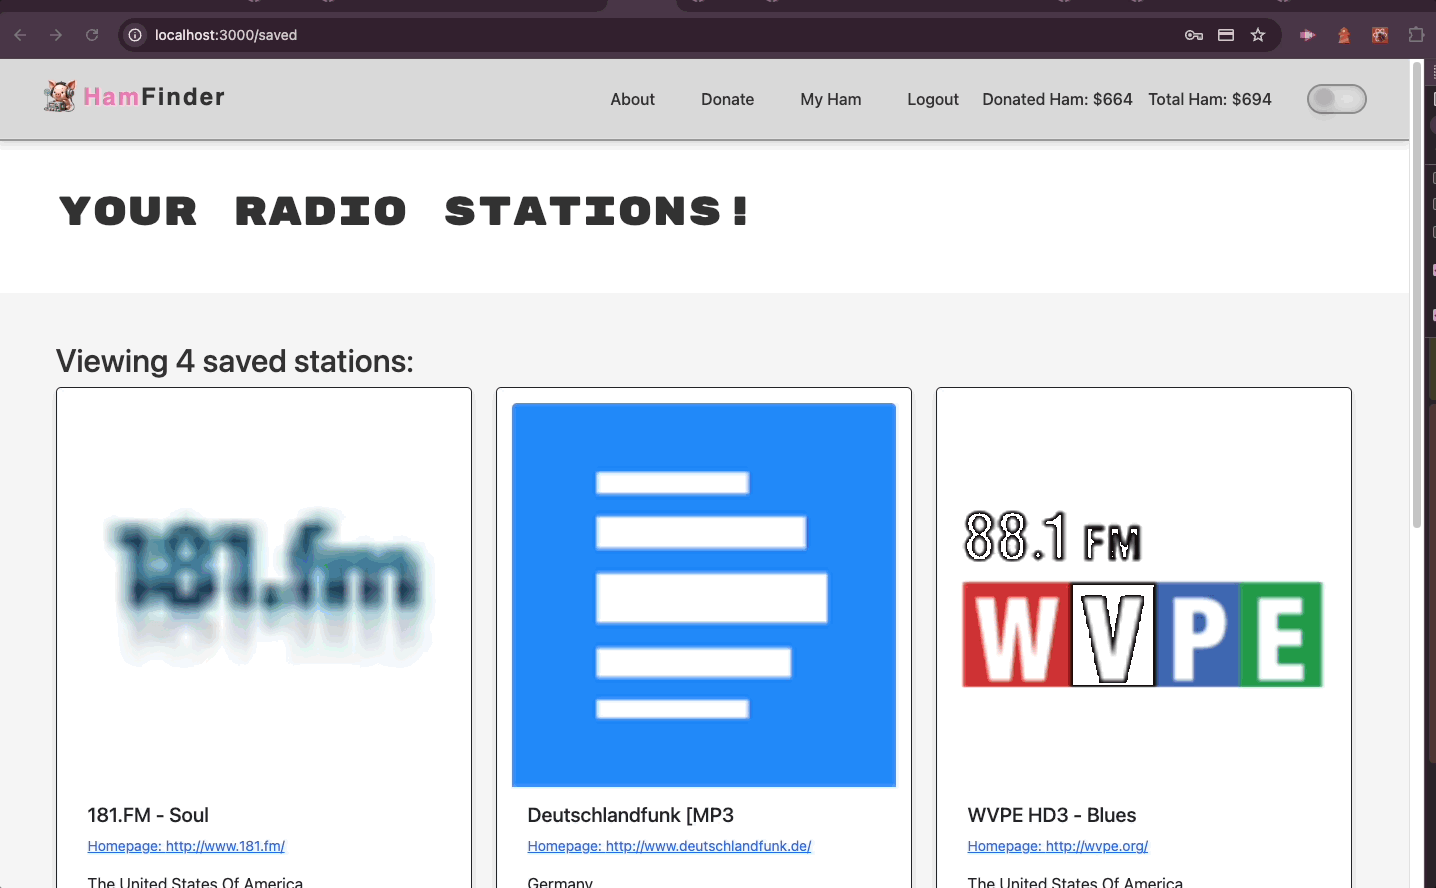 localhost:3000/saved
HamFinder
About Donate My Ham Logout Donated Ham: $664 Total Ham: $694
YOUR RADIO STATIONS!
Viewing 4 saved stations:
181.fm
88.1 FM
WVPE
181.FM - Soul
Homepage: http://www.181.fm/
The United States Of America
Deutschlandfunk [MP3
Homepage: http://www.deutschlandfunk.de/
Germany
WVPE HD3 - Blues
Homepage: http://wvpe.org/
The United States Of America